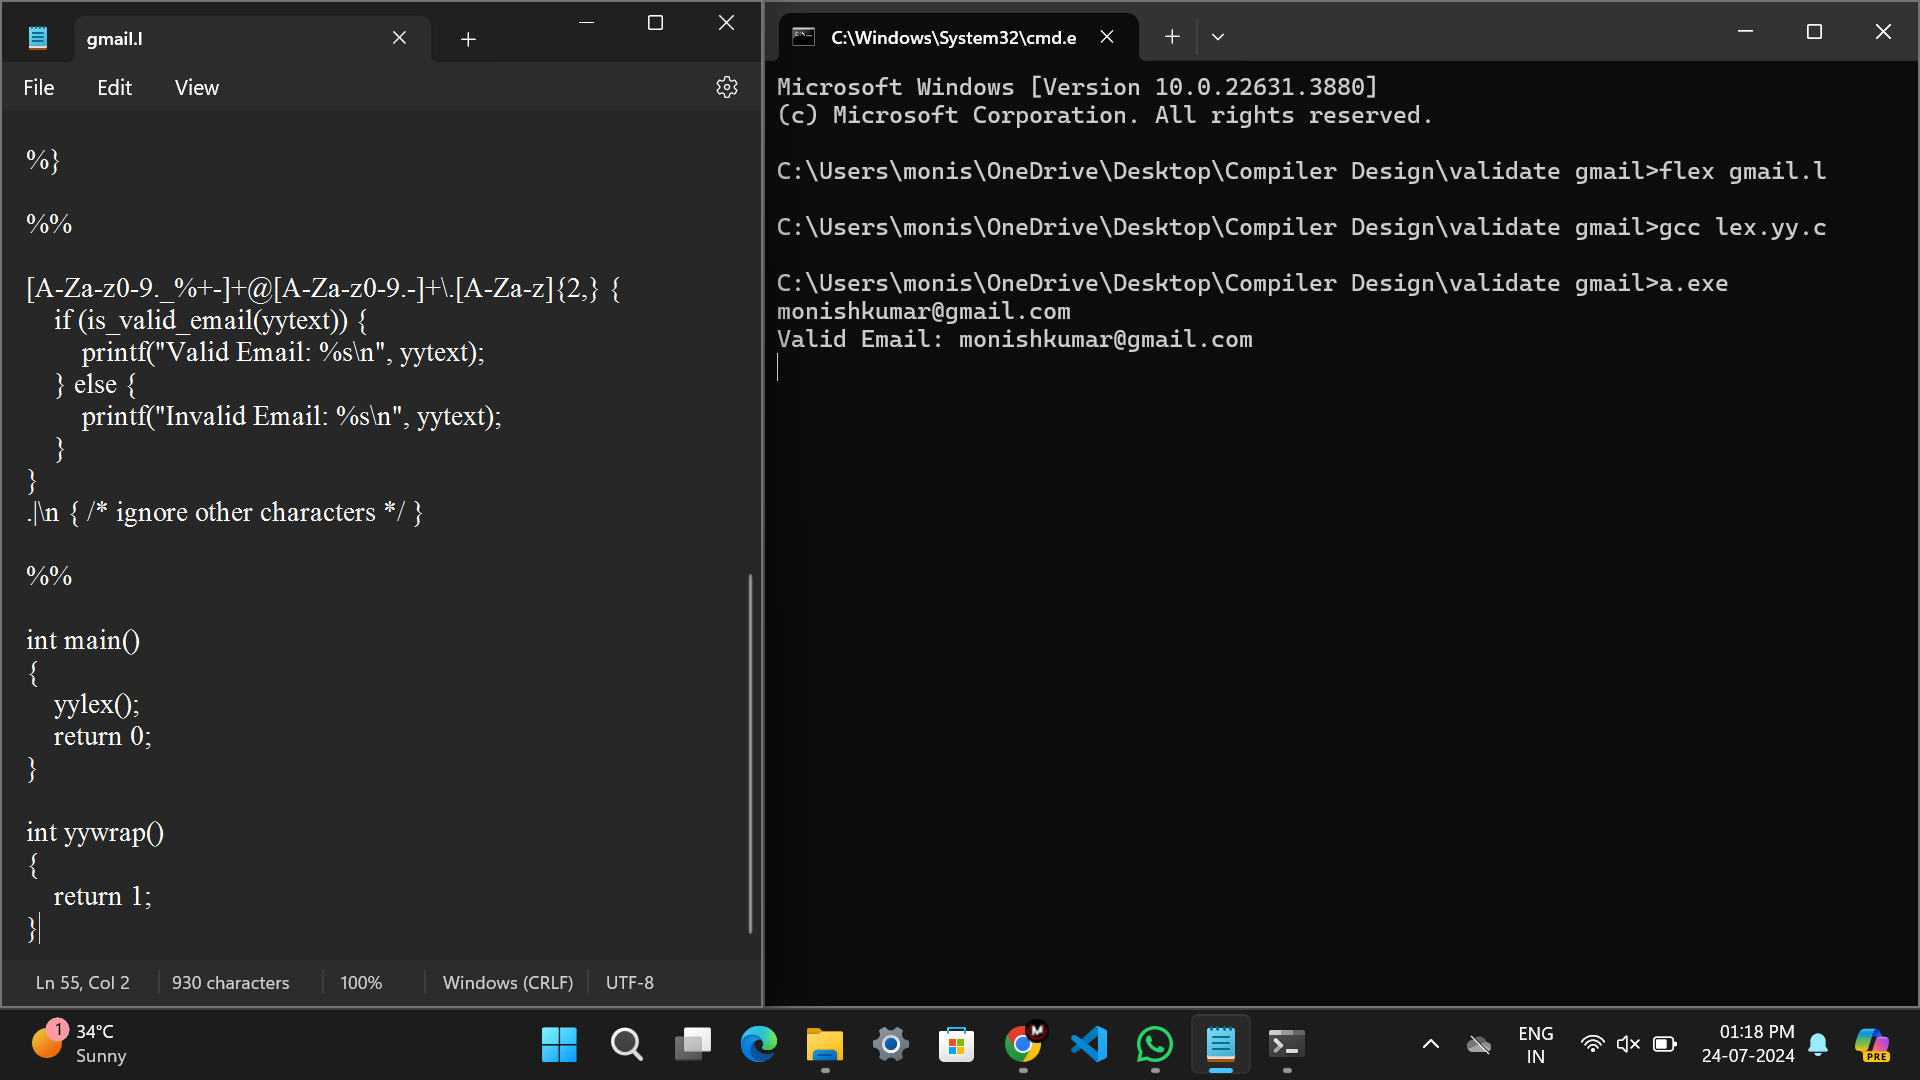 gmail.l
File Edit View
%}
%%
[A-Za-z0-9._%+-]+@[A-Za-z0-9.-]+\.[A-Za-z]{2,} {
if (is_valid_email(yytext)) {
printf("Valid Email: %s\n", yytext);
} else {
printf("Invalid Email: %s\n", yytext);
}
}
.|\n { /* ignore other characters */ }
%%
int main()
{
yylex();
return 0;
}
int yywrap()
{
return 1;
}
Ln 55, Col 2 930 characters 100% Windows (CRLF) UTF-8
C:\Windows\System32\cmd.e
Microsoft Windows [Version 10.0.22631.3880]
(c) Microsoft Corporation. All rights reserved.
C:\Users\monis\OneDrive\Desktop\Compiler Design\validate gmail>flex gmail.l
C:\Users\monis\OneDrive\Desktop\Compiler Design\validate gmail>gcc lex.yy.c
C:\Users\monis\OneDrive\Desktop\Compiler Design\validate gmail>a.exe
monishkumar@gmail.com
Valid Email: monishkumar@gmail.com
1
34°C
Sunny
M
ENG
IN
01:18 PM
24-07-2024
PRE